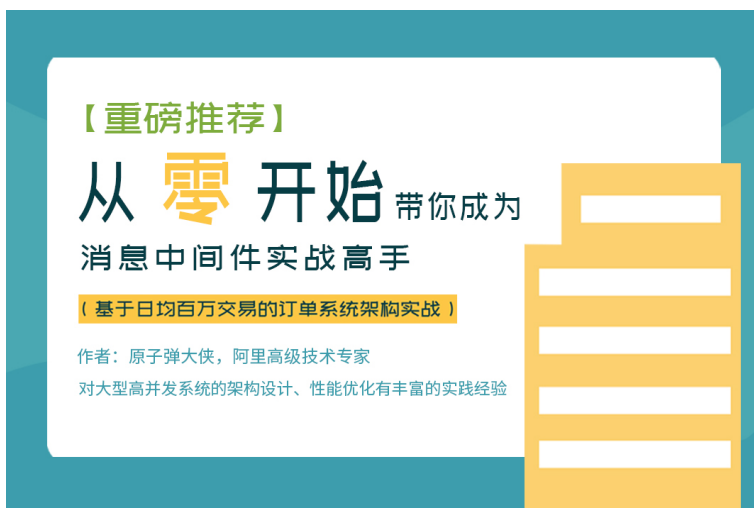 【重磅推荐】
从零开始带你成为
消息中间件实战高手
（基于日均百万交易的订单系统架构实战）
作者：原子弹大侠，阿里高级技术专家
对大型高并发系统的架构设计、性能优化有丰富的实践经验